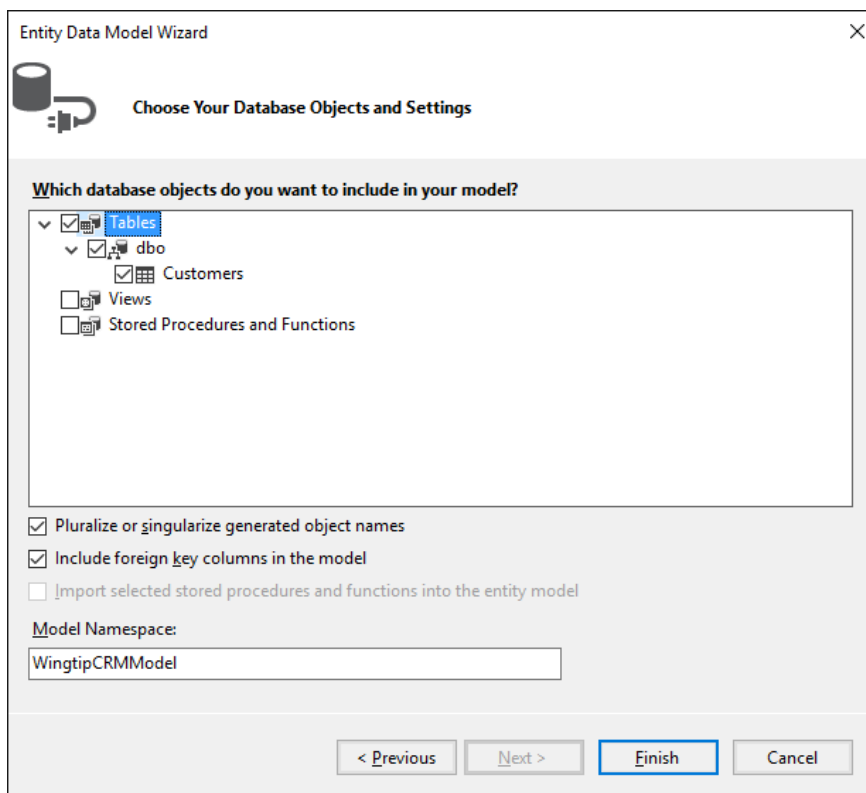 Entity Data Model Wizard
Choose Your Database Objects and Settings
Which database objects do you want to include in your model?
Tables
dbo
Customers
Views
Stored Procedures and Functions
Pluralize or singularize generated object names
Include foreign key columns in the model
Import selected stored procedures and functions into the entity model
Model Namespace:
WingtipCRMModel
< Previous Next > Finish Cancel